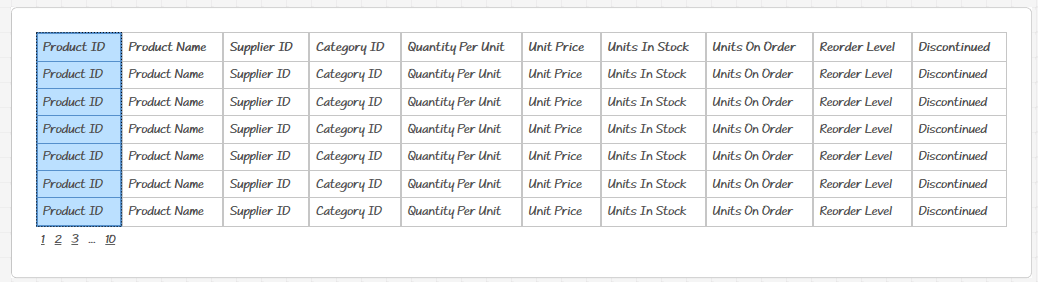 Product ID Product Name Supplier ID Category ID Quantity Per Unit Unit Price Units In Stock Units On Order Reorder Level Discontinued
Product ID Product Name Supplier ID Category ID Quantity Per Unit Unit Price Units In Stock Units On Order Reorder Level Discontinued
Product ID Product Name Supplier ID Category ID Quantity Per Unit Unit Price Units In Stock Units On Order Reorder Level Discontinued
Product ID Product Name Supplier ID Category ID Quantity Per Unit Unit Price Units In Stock Units On Order Reorder Level Discontinued
Product ID Product Name Supplier ID Category ID Quantity Per Unit Unit Price Units In Stock Units On Order Reorder Level Discontinued
Product ID Product Name Supplier ID Category ID Quantity Per Unit Unit Price Units In Stock Units On Order Reorder Level Discontinued
Product ID Product Name Supplier ID Category ID Quantity Per Unit Unit Price Units In Stock Units On Order Reorder Level Discontinued
1 2 3 ... 10